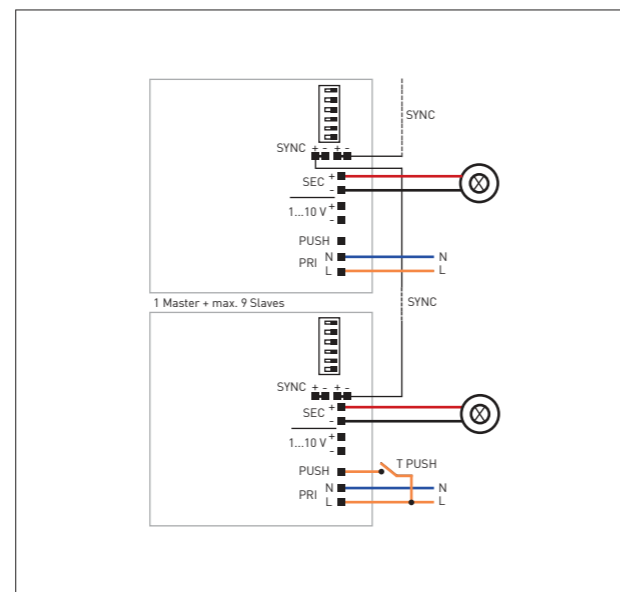 SYNC
SYNC + - + -
SEC +
-
1...10 V +
-
PUSH
PRI N N
L L
1 Master + max. 9 Slaves
SYNC
SYNC + - + -
SEC +
-
1...10 V +
-
PUSH T PUSH
PRI N N
L L